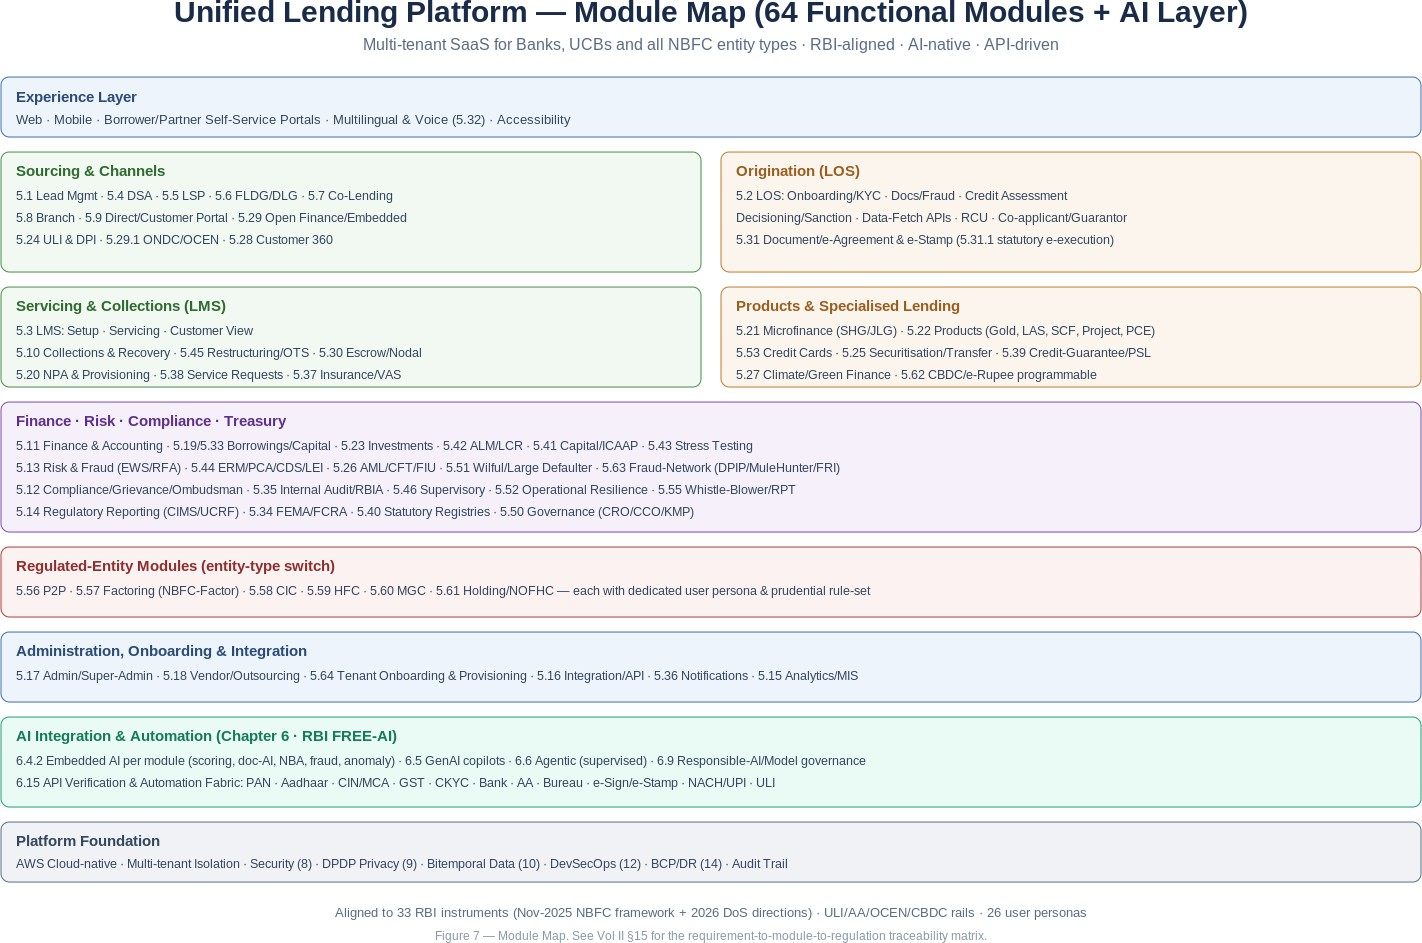 Unified Lending Platform — Module Map (64 Functional Modules + AI Layer)
Multi-tenant SaaS for Banks, UCBs and all NBFC entity types · RBI-aligned · AI-native · API-driven
Experience Layer
Web · Mobile · Borrower/Partner Self-Service Portals · Multilingual & Voice (5.32) · Accessibility
Sourcing & Channels
5.1 Lead Mgmt · 5.4 DSA · 5.5 LSP · 5.6 FLDG/DLG · 5.7 Co-Lending
5.8 Branch · 5.9 Direct/Customer Portal · 5.29 Open Finance/Embedded
5.24 ULI & DPI · 5.29.1 ONDC/OCEN · 5.28 Customer 360
Origination (LOS)
5.2 LOS: Onboarding/KYC · Docs/Fraud · Credit Assessment
Decisioning/Sanction · Data-Fetch APIs · RCU · Co-applicant/Guarantor
5.31 Document/e-Agreement & e-Stamp (5.31.1 statutory e-execution)
Servicing & Collections (LMS)
5.3 LMS: Setup · Servicing · Customer View
5.10 Collections & Recovery · 5.45 Restructuring/OTS · 5.30 Escrow/Nodal
5.20 NPA & Provisioning · 5.38 Service Requests · 5.37 Insurance/VAS
Products & Specialised Lending
5.21 Microfinance (SHG/JLG) · 5.22 Products (Gold, LAS, SCF, Project, PCE)
5.53 Credit Cards · 5.25 Securitisation/Transfer · 5.39 Credit-Guarantee/PSL
5.27 Climate/Green Finance · 5.62 CBDC/e-Rupee programmable
Finance · Risk · Compliance · Treasury
5.11 Finance & Accounting · 5.19/5.33 Borrowings/Capital · 5.23 Investments · 5.42 ALM/LCR · 5.41 Capital/ICAAP · 5.43 Stress Testing
5.13 Risk & Fraud (EWS/RFA) · 5.44 ERM/PCA/CDS/LEI · 5.26 AML/CFT/FIU · 5.51 Wilful/Large Defaulter · 5.63 Fraud-Network (DPIP/MuleHunter/FRI)
5.12 Compliance/Grievance/Ombudsman · 5.35 Internal Audit/RBIA · 5.46 Supervisory · 5.52 Operational Resilience · 5.55 Whistle-Blower/RPT
5.14 Regulatory Reporting (CIMS/UCRF) · 5.34 FEMA/FCRA · 5.40 Statutory Registries · 5.50 Governance (CRO/CCO/KMP)
Regulated-Entity Modules (entity-type switch)
5.56 P2P · 5.57 Factoring (NBFC-Factor) · 5.58 CIC · 5.59 HFC · 5.60 MGC · 5.61 Holding/NOFHC — each with dedicated user persona & prudential rule-set
Administration, Onboarding & Integration
5.17 Admin/Super-Admin · 5.18 Vendor/Outsourcing · 5.64 Tenant Onboarding & Provisioning · 5.16 Integration/API · 5.36 Notifications · 5.15 Analytics/MIS
AI Integration & Automation (Chapter 6 · RBI FREE-AI)
6.4.2 Embedded AI per module (scoring, doc-AI, NBA, fraud, anomaly) · 6.5 GenAI copilots · 6.6 Agentic (supervised) · 6.9 Responsible-AI/Model governance
6.15 API Verification & Automation Fabric: PAN · Aadhaar · CIN/MCA · GST · CKYC · Bank · AA · Bureau · e-Sign/e-Stamp · NACH/UPI · ULI
Platform Foundation
AWS Cloud-native · Multi-tenant Isolation · Security (8) · DPDP Privacy (9) · Bitemporal Data (10) · DevSecOps (12) · BCP/DR (14) · Audit Trail
Aligned to 33 RBI instruments (Nov-2025 NBFC framework + 2026 DoS directions) · ULI/AA/OCEN/CBDC rails · 26 user personas
Figure 7 — Module Map. See Vol II §15 for the requirement-to-module-to-regulation traceability matrix.